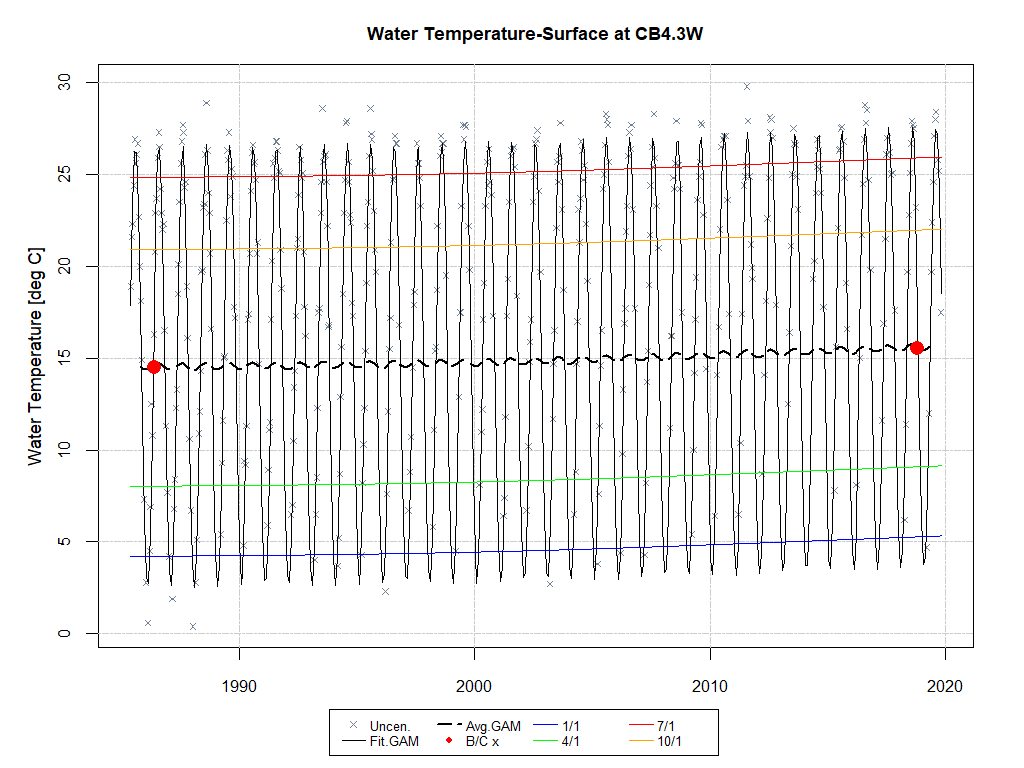 Water Temperature-Surface at CB4.3W
Water Temperature [deg C]
30
25
20
15
10
5
0
1990 2000 2010 2020
Uncen. Avg.GAM 1/1 7/1
Fit.GAM B/C x 4/1 10/1